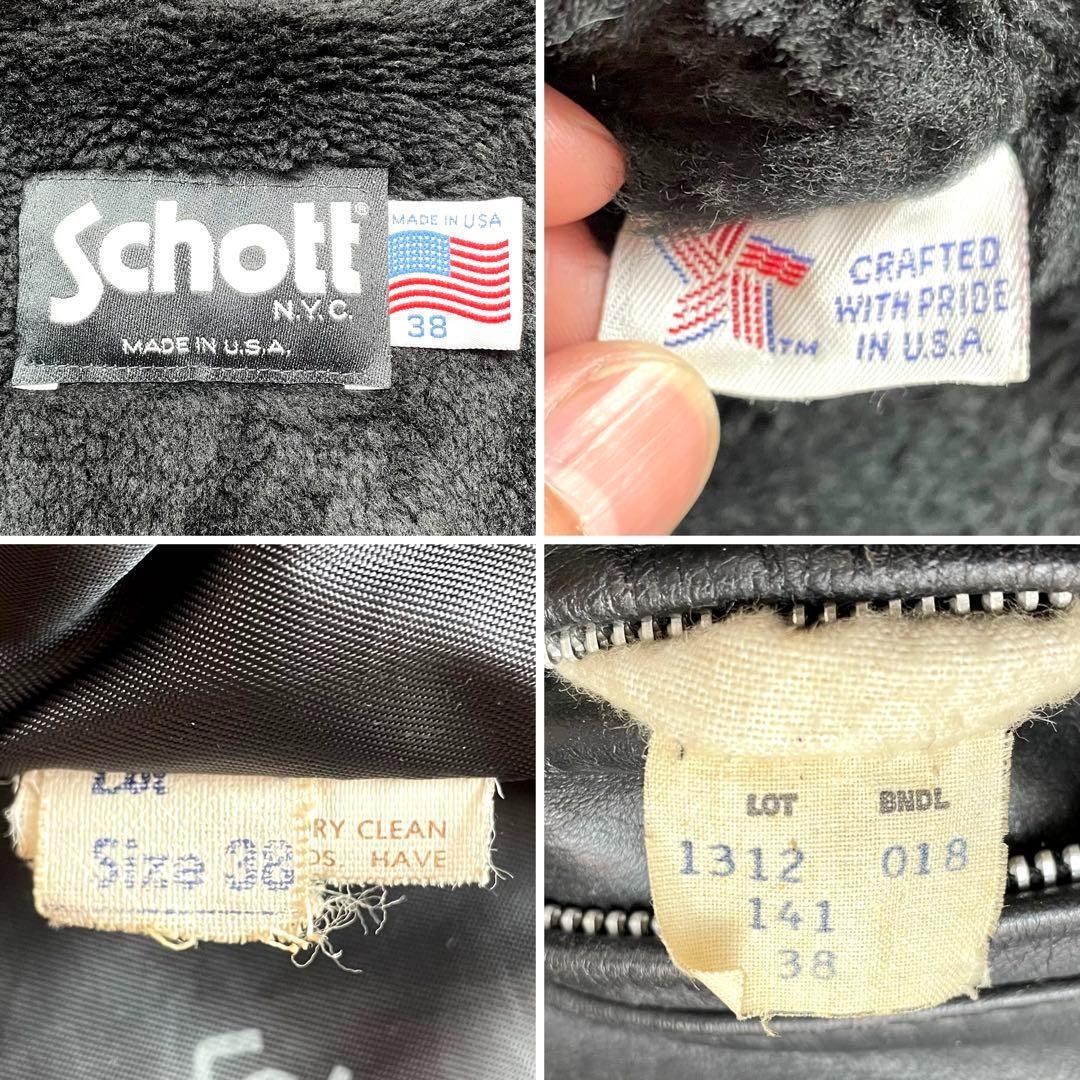 Schott®
N.Y.C.
MADE IN U.S.A.
MADE IN USA
38
TM
CRAFTED
WITH PRIDE
IN U.S.A.
Size 38
RY CLEAN
DS. HAVE
LOT BNDL
1312 018
141
38